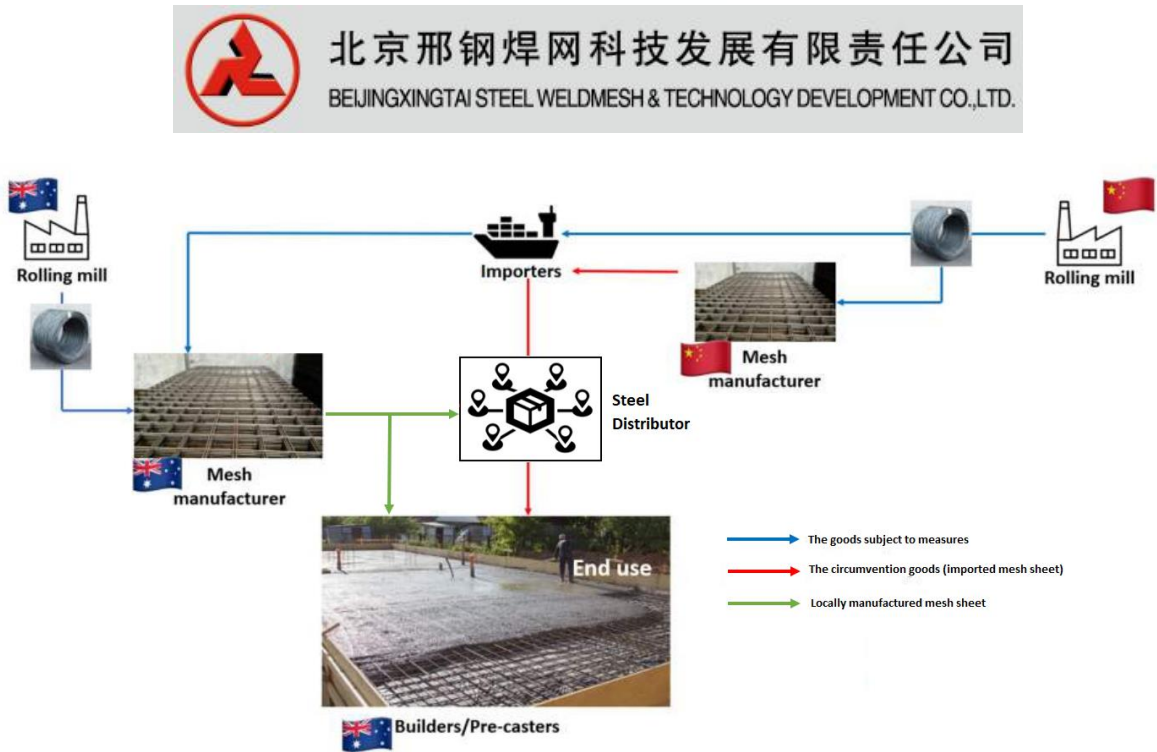 北京邢钢焊网科技发展有限责任公司
BEIJINGXINGTAI STEEL WELDMESH & TECHNOLOGY DEVELOPMENT CO.,LTD.
Rolling mill
Importers
Rolling mill
Mesh
manufacturer
Steel
Distributor
Mesh
manufacturer
End use
The goods subject to measures
The circumvention goods (imported mesh sheet)
Locally manufactured mesh sheet
Builders/Pre-casters